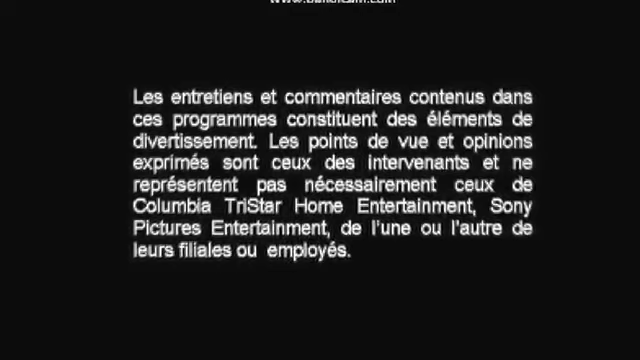 Les entretiens et commentaires contenus dans
ces programmes constituent des éléments de
divertissement. Les points de vue et opinions
exprimés sont ceux des intervenants et ne
représentent pas nécessairement ceux de
Columbia TriStar Home Entertainment, Sony
Pictures Entertainment, de l'une ou l'autre de
leurs filiales ou employés.